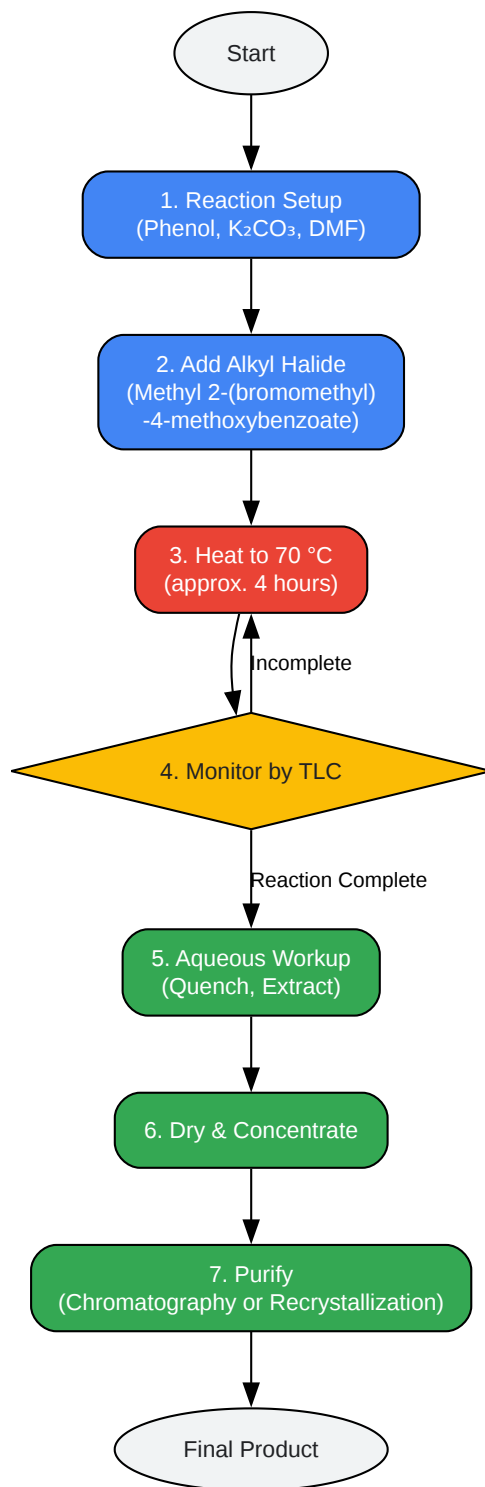 Start
1. Reaction Setup
(Phenol, K₂CO₃, DMF)
2. Add Alkyl Halide
(Methyl 2-(bromomethyl)
-4-methoxybenzoate)
3. Heat to 70 °C
(approx. 4 hours)
Incomplete
4. Monitor by TLC
Reaction Complete
5. Aqueous Workup
(Quench, Extract)
6. Dry & Concentrate
7. Purify
(Chromatography or Recrystallization)
Final Product